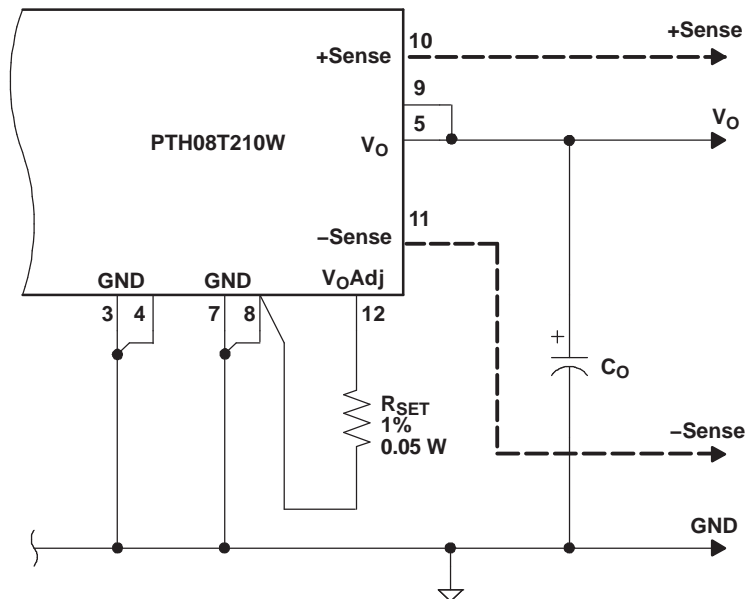 +Sense
10
+Sense
9
5
VO
PTH08T210W
VO
11
−Sense
GND
GND
VOAdj
3
4
7
8
12
+
CO
RSET
1%
0.05 W
−Sense
GND